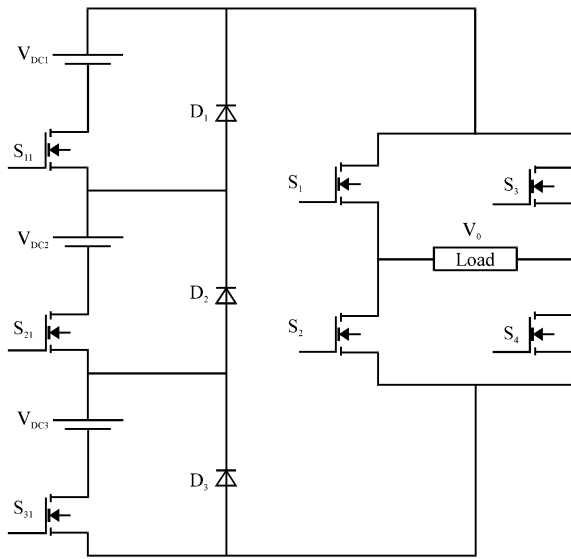 V_DC1
D_1
S_11
S_1
S_3
V_DC2
V_0
Load
D_2
S_21
S_2
S_4
V_DC3
D_3
S_31